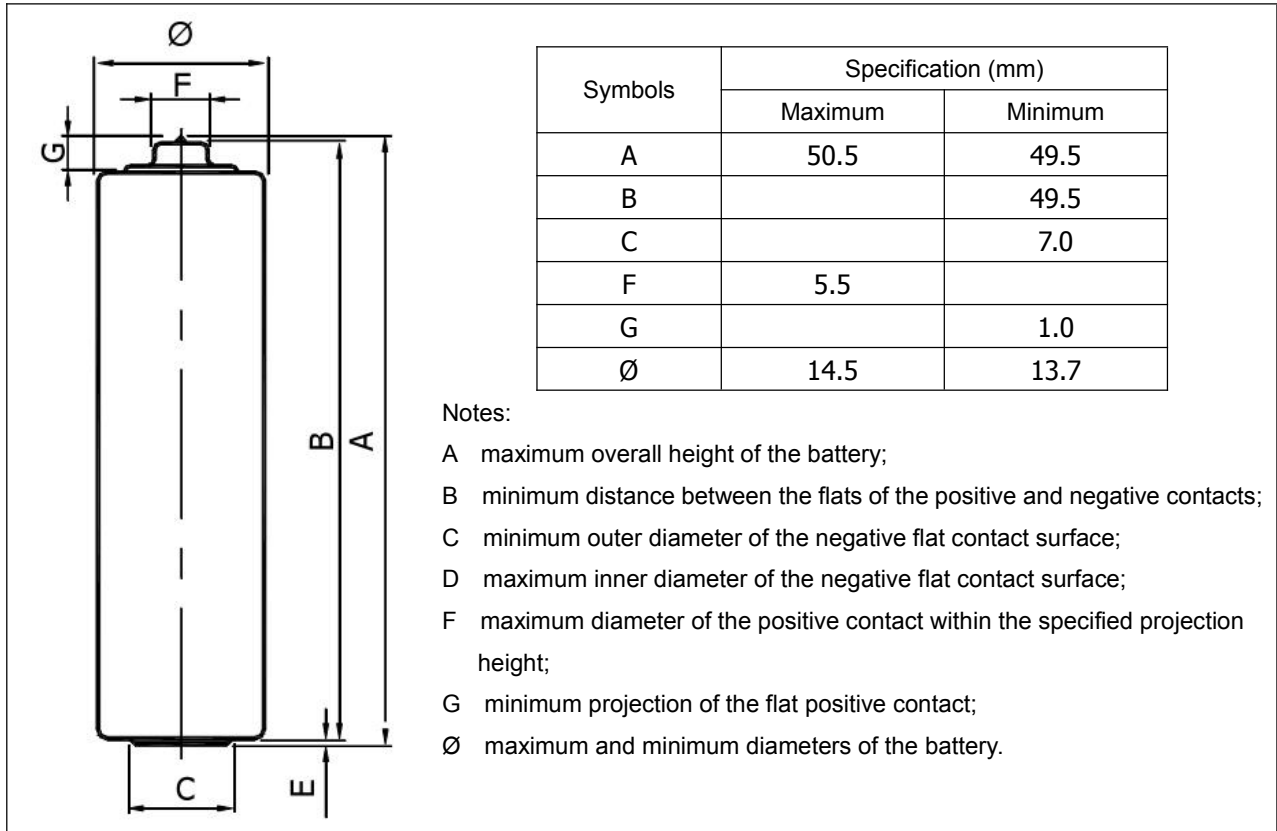 Ø
F
G
B
A
C
E
Symbols Specification (mm)
Maximum Minimum
A 50.5 49.5
B 49.5
C 7.0
F 5.5
G 1.0
Ø 14.5 13.7
Notes:
A maximum overall height of the battery;
B minimum distance between the flats of the positive and negative contacts;
C minimum outer diameter of the negative flat contact surface;
D maximum inner diameter of the negative flat contact surface;
F maximum diameter of the positive contact within the specified projection
height;
G minimum projection of the flat positive contact;
Ø maximum and minimum diameters of the battery.